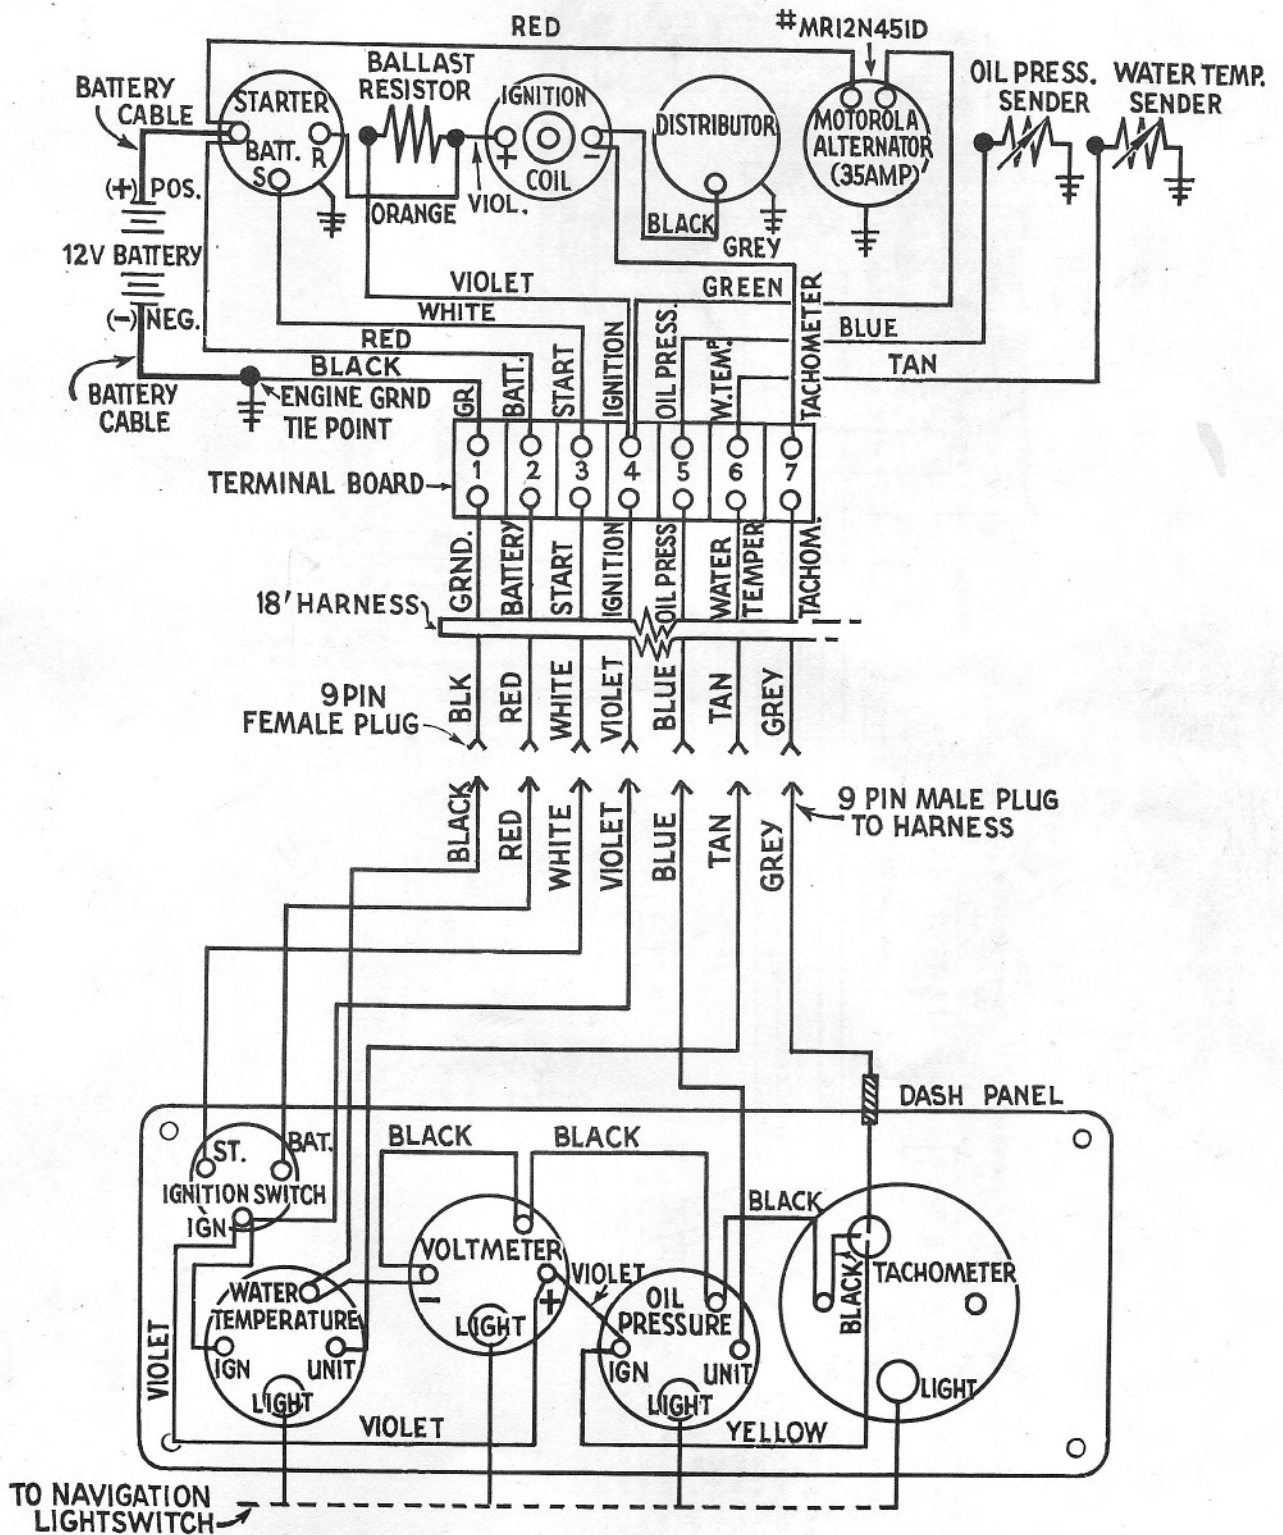 RED
#MR12N451D
BATTERY
CABLE
STARTER
BATT.
R
S
BALLAST
RESISTOR
IGNITION
+
-
COIL
DISTRIBUTOR
MOTOROLA
ALTERNATOR
(35AMP)
OIL PRESS.
SENDER
WATER TEMP.
SENDER
(+) POS.
ORANGE
VIOL.
BLACK
GREY
12V BATTERY
(-) NEG.
VIOLET
GREEN
WHITE
BLUE
RED
TAN
BLACK
BATTERY
CABLE
ENGINE GRND
TIE POINT
GR.
BATT.
START
IGNITION
OIL PRESS.
W.TEMP.
TACHOMETER
TERMINAL BOARD
1 2 3 4 5 6 7
GRND.
BATTERY
START
IGNITION
OIL PRESS
WATER
TEMPER
TACHOM.
18' HARNESS
BLK
RED
WHITE
VIOLET
BLUE
TAN
GREY
9 PIN
FEMALE PLUG
BLACK
RED
WHITE
VIOLET
BLUE
TAN
GREY
9 PIN MALE PLUG
TO HARNESS
DASH PANEL
ST.
BAT.
IGNITION SWITCH
IGN
BLACK
BLACK
VOLTMETER
-
+
LIGHT
VIOLET
WATER
TEMPERATURE
IGN
UNIT
LIGHT
VIOLET
VIOLET
OIL
PRESSURE
IGN
UNIT
LIGHT
BLACK
BLACK
TACHOMETER
LIGHT
YELLOW
TO NAVIGATION
LIGHTSWITCH